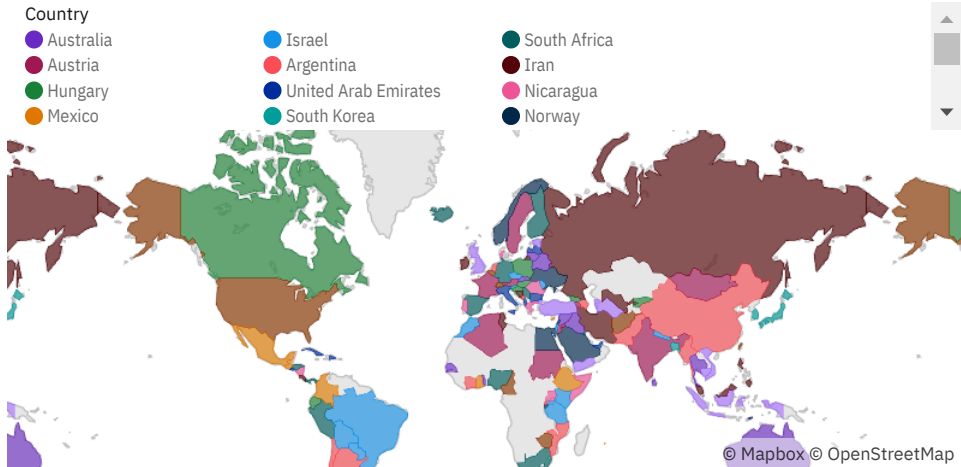 Country
Australia
Israel
South Africa
Austria
Argentina
Iran
Hungary
United Arab Emirates
Nicaragua
Mexico
South Korea
Norway
© Mapbox © OpenStreetMap